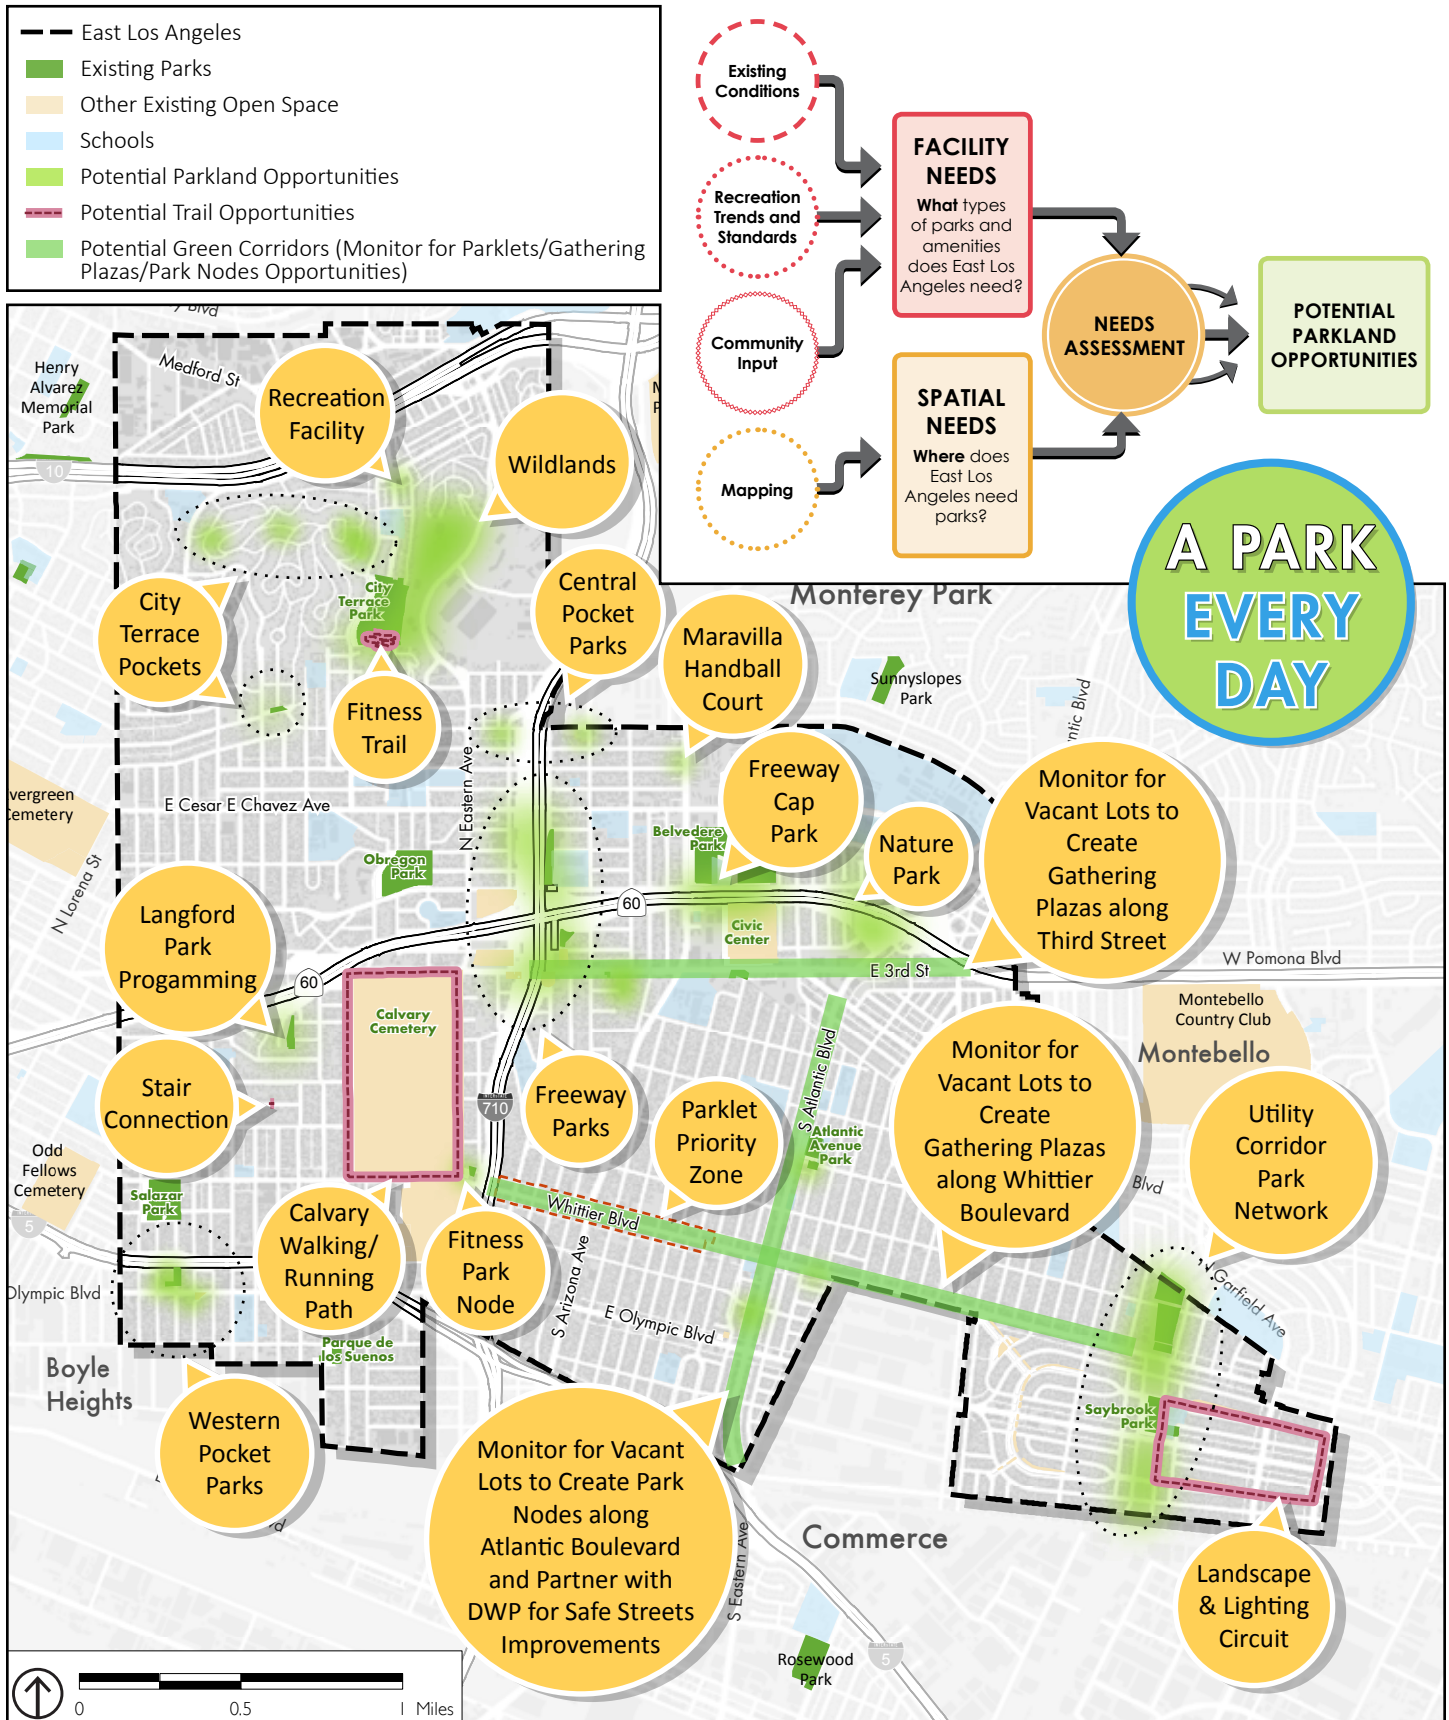 East Los Angeles
Existing Parks
Other Existing Open Space
Schools
Potential Parkland Opportunities
Potential Trail Opportunities
Potential Green Corridors (Monitor for Parklets/Gathering
Plazas/Park Nodes Opportunities)
Existing
Conditions
Recreation
Trends and
Standards
Community
Input
Mapping
FACILITY
NEEDS
What types
of parks and
amenities
does East Los
Angeles need?
SPATIAL
NEEDS
Where does
East Los
Angeles need
parks?
NEEDS
ASSESSMENT
POTENTIAL
PARKLAND
OPPORTUNITIES
A PARK
EVERY
DAY
Blvd
Medford St
Henry
Alvarez
Memorial
Park
10
Recreation
Facility
Wildlands
City
Terrace
Park
City
Terrace
Pockets
Fitness
Trail
Central
Pocket
Parks
Monterey Park
Maravilla
Handball
Court
Sunnyslopes
Park
ntic Blvd
N Eastern Ave
Freeway
Cap
Park
Monitor for
Vacant Lots to
Create
Gathering
Plazas along
Third Street
vergreen
Cemetery
E Cesar E Chavez Ave
Obregon
Park
Belvedere
Park
Nature
Park
N Lorena St
60
Langford
Park
Progamming
60
Civic
Center
E 3rd St
W Pomona Blvd
Calvary
Cemetery
Montebello
Country Club
Montebello
Stair
Connection
710
Freeway
Parks
Parklet
Priority
Zone
S Atlantic Blvd
Atlantic
Avenue
Park
Monitor for
Vacant Lots to
Create
Gathering Plazas
along Whittier
Boulevard
Utility
Corridor
Park
Network
Blvd
Odd
Fellows
Cemetery
Salazar
Park
5
Whittier Blvd
Calvary
Walking/
Running
Path
Fitness
Park
Node
S Arizona Ave
E Olympic Blvd
N Garfield Ave
Olympic Blvd
Parque de
los Suenos
Boyle
Heights
Western
Pocket
Parks
Saybrook
Park
Monitor for Vacant
Lots to Create Park
Nodes along
Atlantic Boulevard
and Partner with
DWP for Safe Streets
Improvements
S Eastern Ave
Commerce
Landscape
& Lighting
Circuit
Rosewood
Park
5
0
0.5
1 Miles